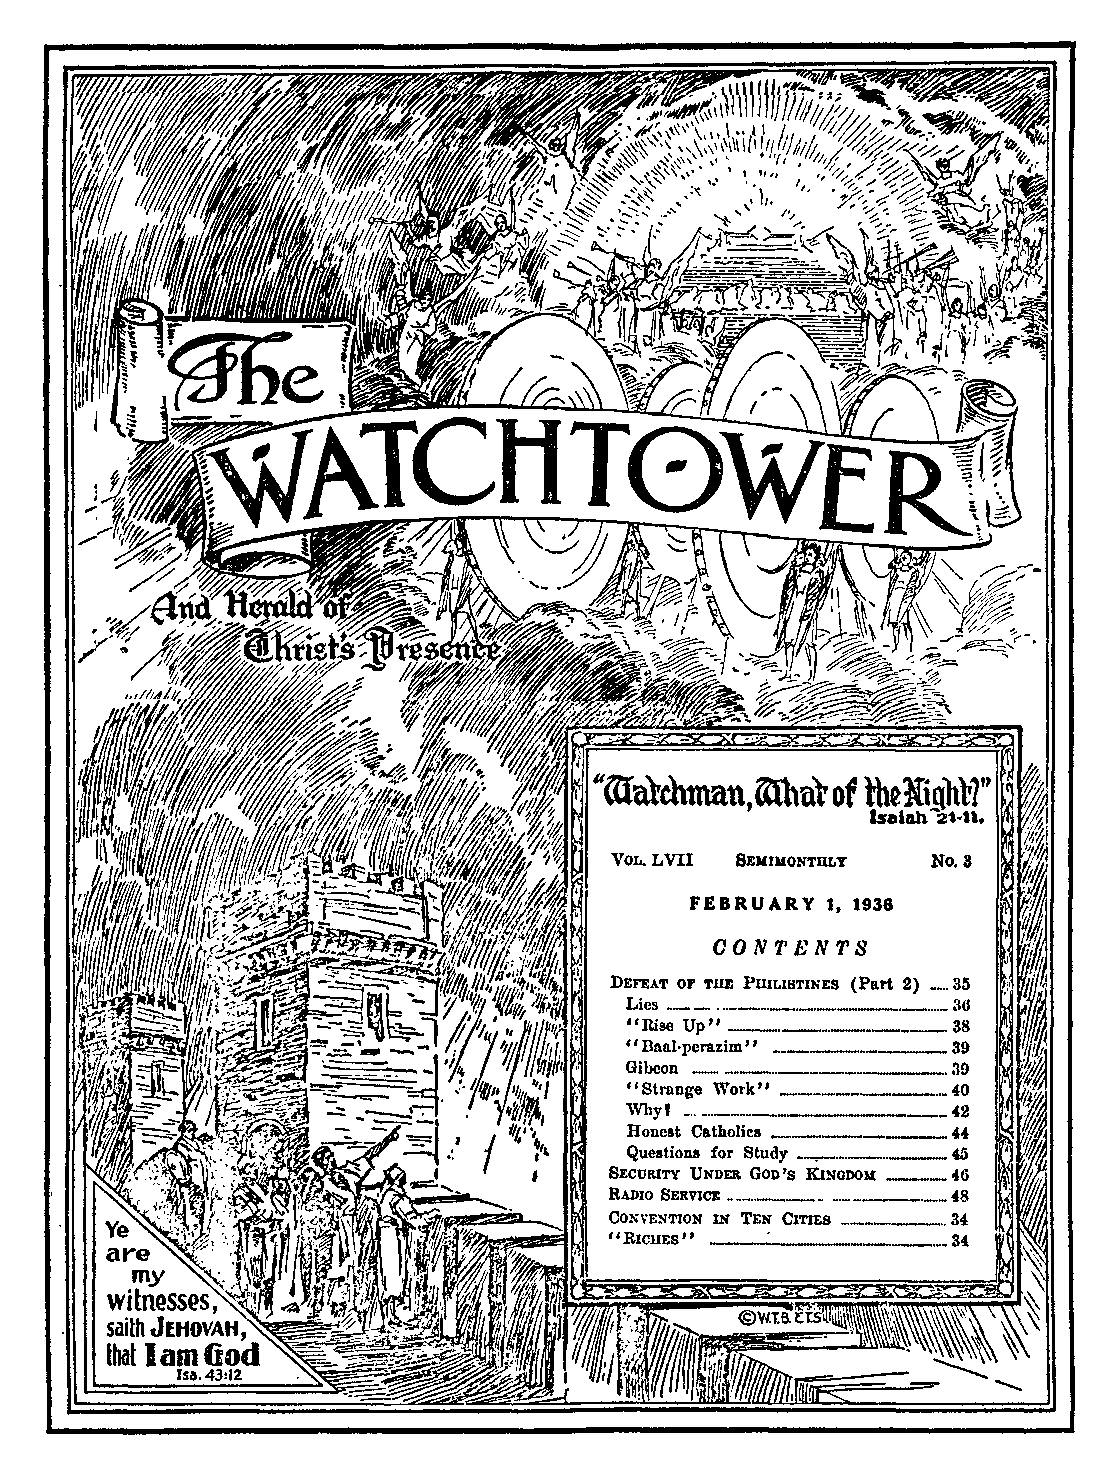 The
WATCHTOWER
And Herald of
Christ's Presence
"Watchman, What of the Night?"
Isaiah 21-11.
VOL. LVII SEMIMONTHLY No. 3
FEBRUARY 1, 1936
CONTENTS
DEFEAT OF THE PHILISTINES (Part 2) 35
Lies 36
"Rise Up" 38
"Baal-perazim" 39
Gibeon 39
"Strange Work" 40
Why? 42
Honest Catholics 44
Questions for Study 45
SECURITY UNDER GOD'S KINGDOM 46
RADIO SERVICE 48
CONVENTION IN TEN CITIES 34
"RICHES" 34
©W.T.B.&T.S.
Ye
are
my
witnesses,
saith JEHOVAH,
that I am God
Isa. 43:12